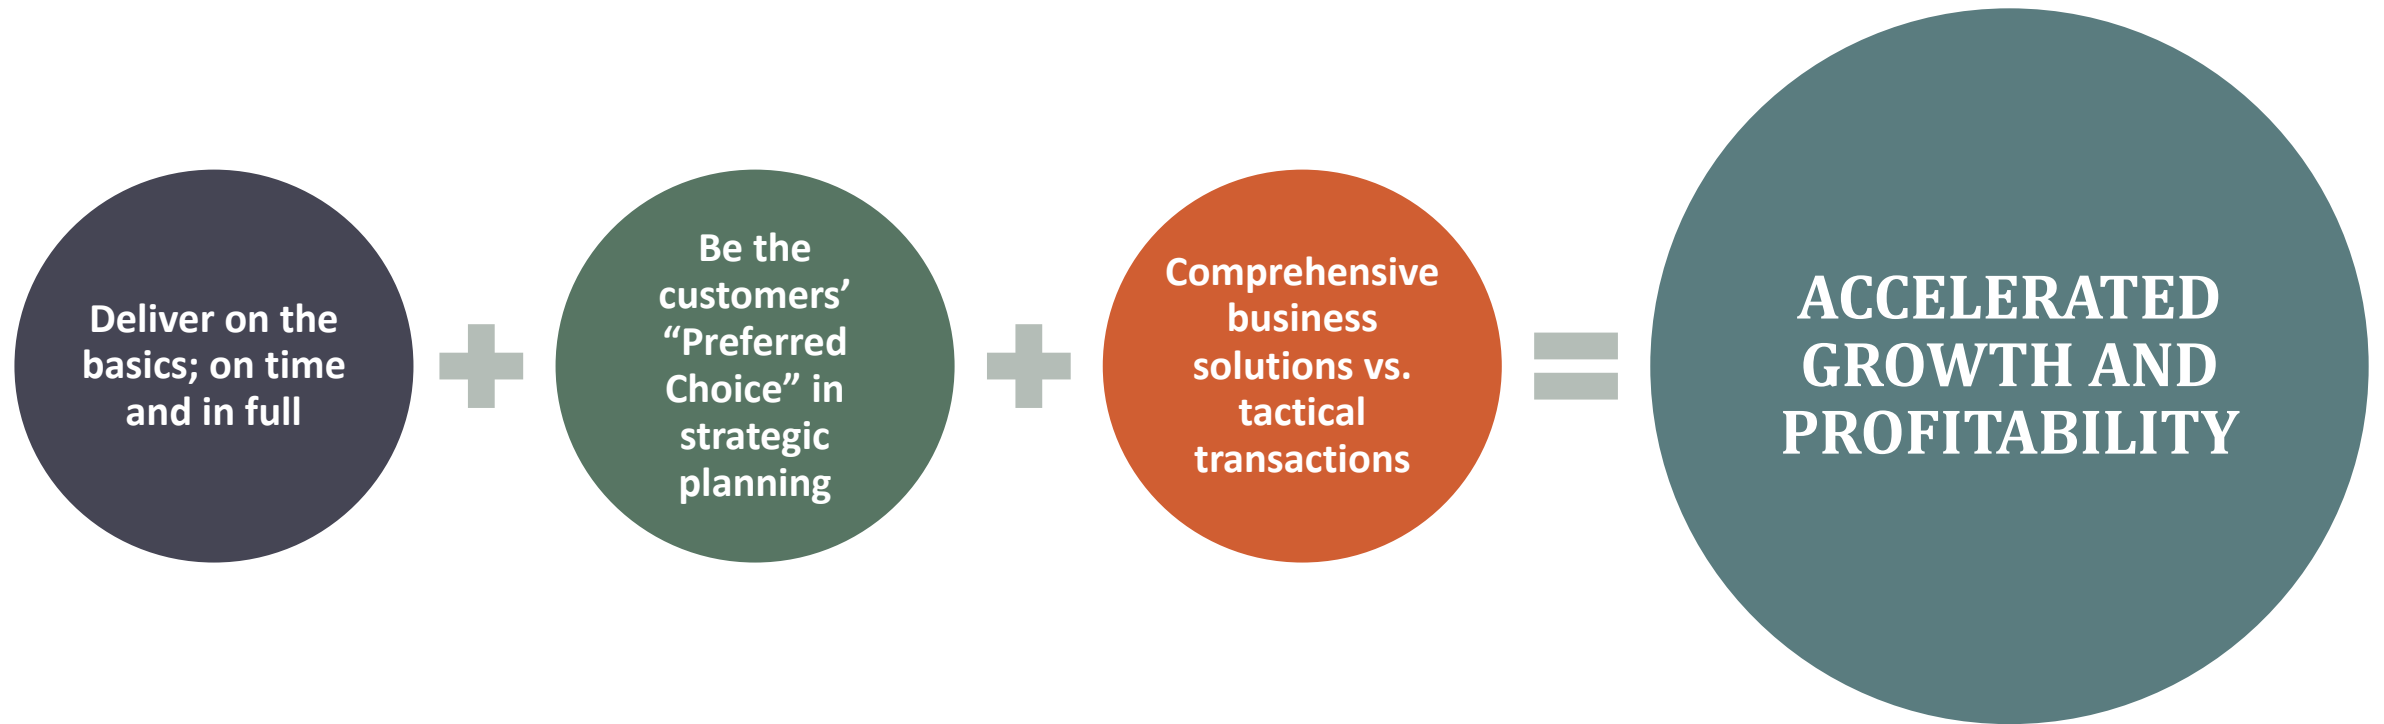 Deliver on the
basics; on time
and in full
Be the
customers’
“Preferred
Choice” in
strategic
planning
Comprehensive
business
solutions vs.
tactical
transactions
ACCELERATED
GROWTH AND
PROFITABILITY